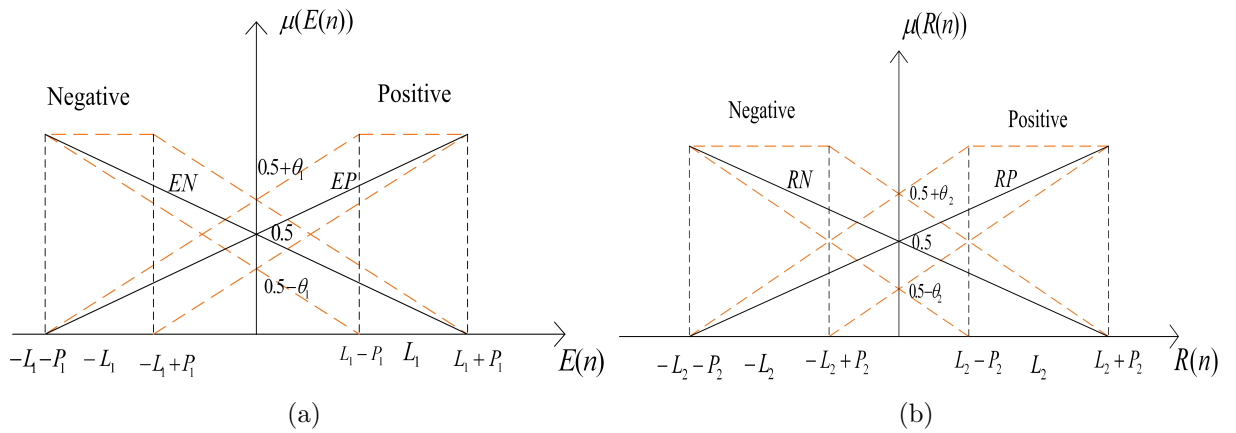 μ(E(n))
Negative
Positive
0.5+θ₁
EN
EP
0.5
0.5−θ₁
−L₁−P₁
−L₁
−L₁+P₁
L₁−P₁
L₁
L₁+P₁
E(n)
(a)
μ(R(n))
Negative
Positive
RN
RP
0.5+θ₂
0.5
0.5−θ₂
−L₂−P₂
−L₂
−L₂+P₂
L₂−P₂
L₂
L₂+P₂
R(n)
(b)